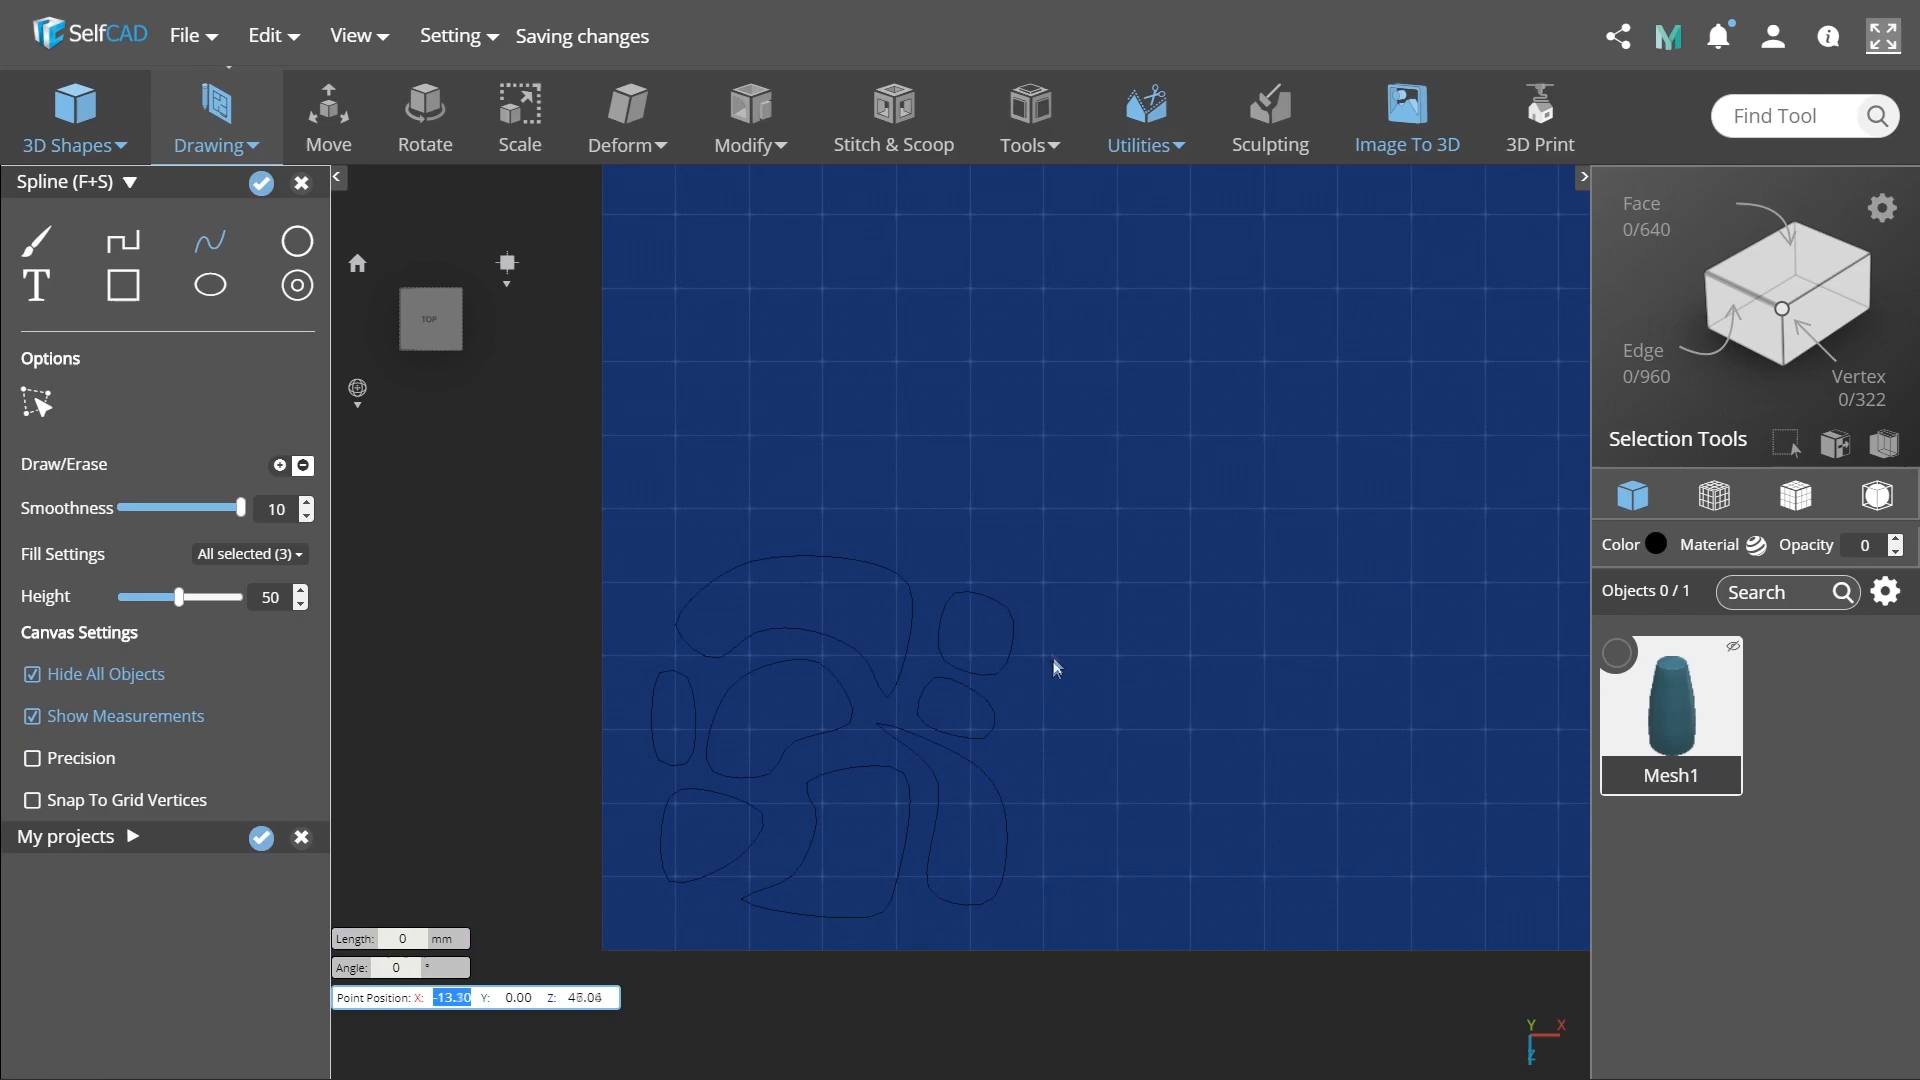 SelfCAD File Edit View Setting Saving changes
3D Shapes Drawing Move Rotate Scale Deform Modify Stitch & Scoop Tools Utilities Sculpting Image To 3D 3D Print Find Tool
Spline (F+S)
Options
Draw/Erase
Smoothness 10
Fill Settings All selected (3)
Height 50
Canvas Settings
Hide All Objects
Show Measurements
Precision
Snap To Grid Vertices
My projects
TOP
Length: 0 mm
Angle: 0 °
Point Position: X: -13.30 Y: 0.00 Z:
Y X
Z
Face
0/640
Edge
0/960
Vertex
0/322
Selection Tools
Color Material Opacity 0
Objects 0 / 1 Search
Mesh1